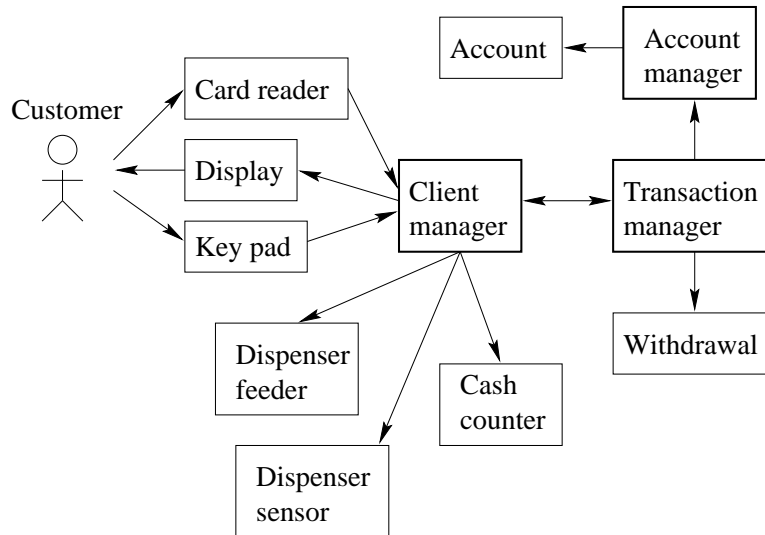 Customer
Card reader
Display
Key pad
Client
manager
Account
Account
manager
Transaction
manager
Withdrawal
Dispenser
feeder
Dispenser
sensor
Cash
counter